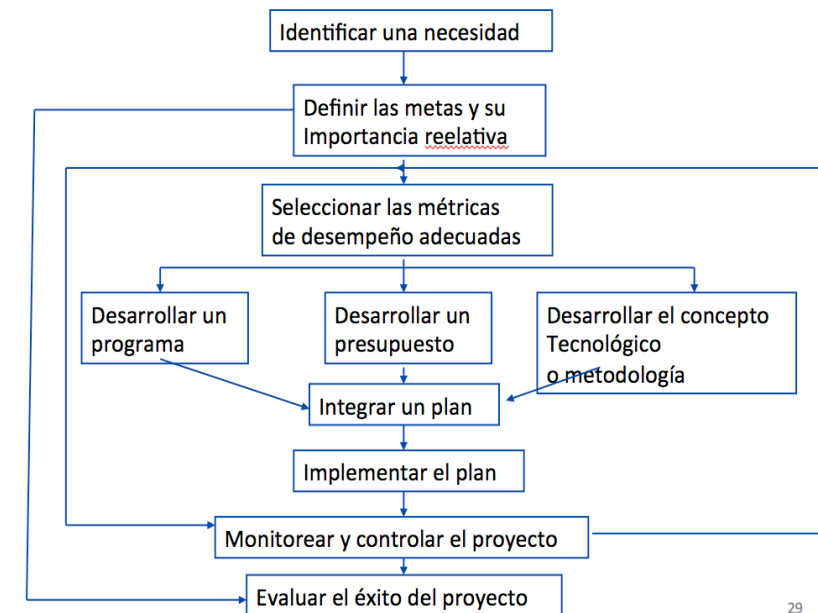 Identificar una necesidad
Definir las metas y su
Importancia reelativa
Seleccionar las métricas
de desempeño adecuadas
Desarrollar un
programa
Desarrollar un
presupuesto
Desarrollar el concepto
Tecnológico
o metodología
Integrar un plan
Implementar el plan
Monitorear y controlar el proyecto
Evaluar el éxito del proyecto
29